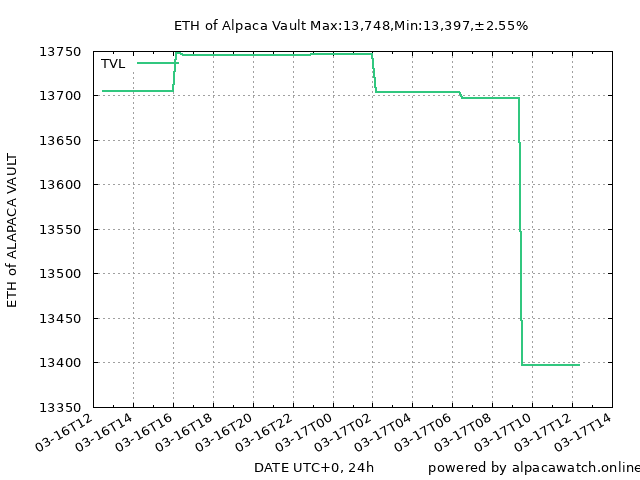 ETH of Alpaca Vault Max:13,748,Min:13,397,±2.55%
TVL
13750
13700
13650
13600
13550
13500
13450
13400
13350
ETH of ALAPACA VAULT
03-16T12
03-16T14
03-16T16
03-16T18
03-16T20
03-16T22
03-17T00
03-17T02
03-17T04
03-17T06
03-17T08
03-17T10
03-17T12
03-17T14
DATE UTC+0, 24h
powered by alpacawatch.online